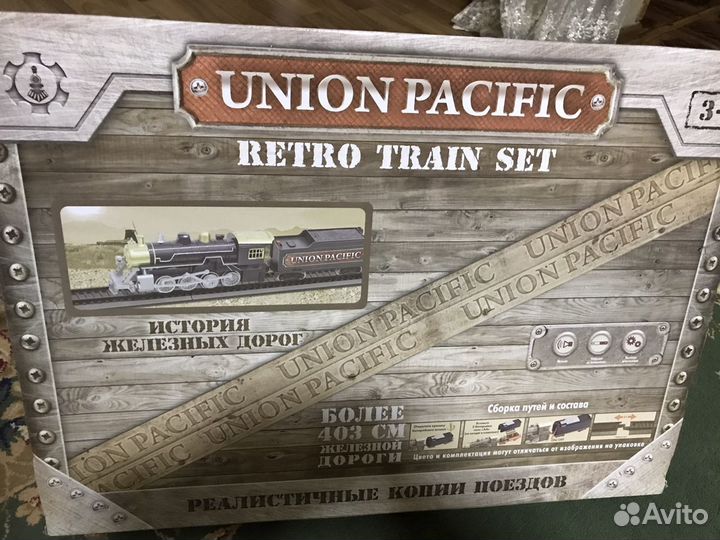 UNION PACIFIC
3-
RETRO TRAIN SET
UNION PACIFIC
UNION PACIFIC
UNION PACIFIC
ИСТОРИЯ
ЖЕЛЕЗНЫХ ДОРОГ
UNION PACIFIC
UNION PACIFIC
UNION PACIFIC
UNION PACIFIC
БОЛЕЕ
403 СМ
ЖЕЛЕЗНОЙ
ДОРОГИ
Сборка путей и состава
Цвета и комплектация могут отличаться от изображения на упаковке
РЕАЛИСТИЧНЫЕ КОПИИ ПОЕЗДОВ
Avito